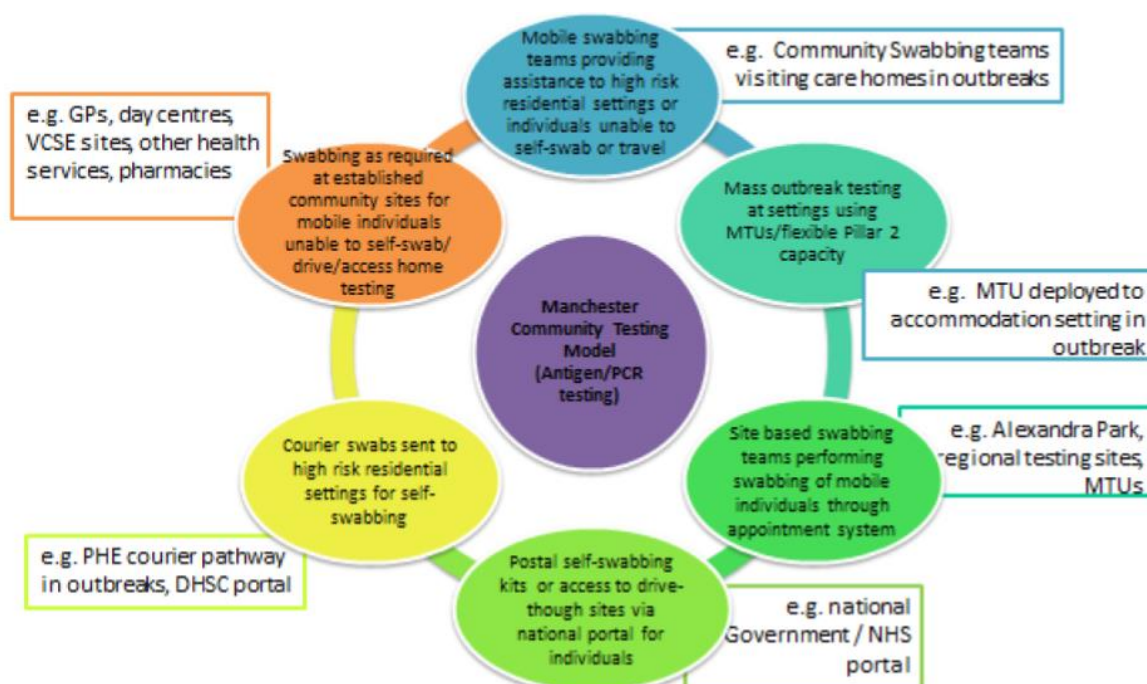 Mobile swabbing
teams providing
assistance to high risk
residential settings or
individuals unable to
self-swab or travel
e.g. Community Swabbing teams
visiting care homes in outbreaks
Mass outbreak testing
at settings using
MTUs/flexible Pillar 2
capacity
e.g. MTU deployed to
accommodation setting in
outbreak
Site based swabbing
teams performing
swabbing of mobile
individuals through
appointment system
e.g. Alexandra Park,
regional testing sites,
MTUs
Postal self-swabbing
kits or access to drive-
though sites via
national portal for
individuals
e.g. national
Government / NHS
portal
Courier swabs sent to
high risk residential
settings for self-
swabbing
e.g. PHE courier pathway
in outbreaks, DHSC portal
Swabbing as required
at established
community sites for
mobile individuals
unable to self-swab/
drive/access home
testing
e.g. GPs, day centres,
VCSE sites, other health
services, pharmacies
Manchester
Community Testing
Model
(Antigen/PCR
testing)